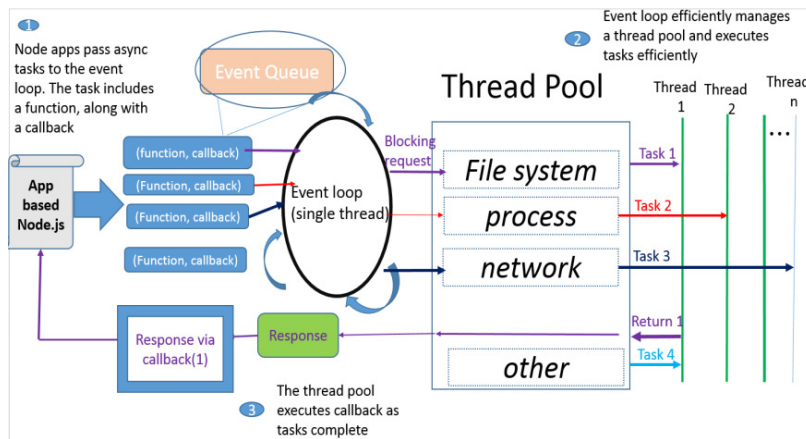 1
Node apps pass async
tasks to the event
loop. The task includes
a function, along with
a callback
Event Queue
2
Event loop efficiently manages
a thread pool and executes
tasks efficiently
Thread Pool
Thread
1
Thread
2
Thread
n
...
(function, callback)
(Function, callback)
(Function, callback)
(Function, callback)
App
based
Node.js
Event loop
(single thread)
Blocking
request
File system
process
network
other
Task 1
Task 2
Task 3
Return 1
Task 4
Response
Response via
callback(1)
3
The thread pool
executes callback as
tasks complete